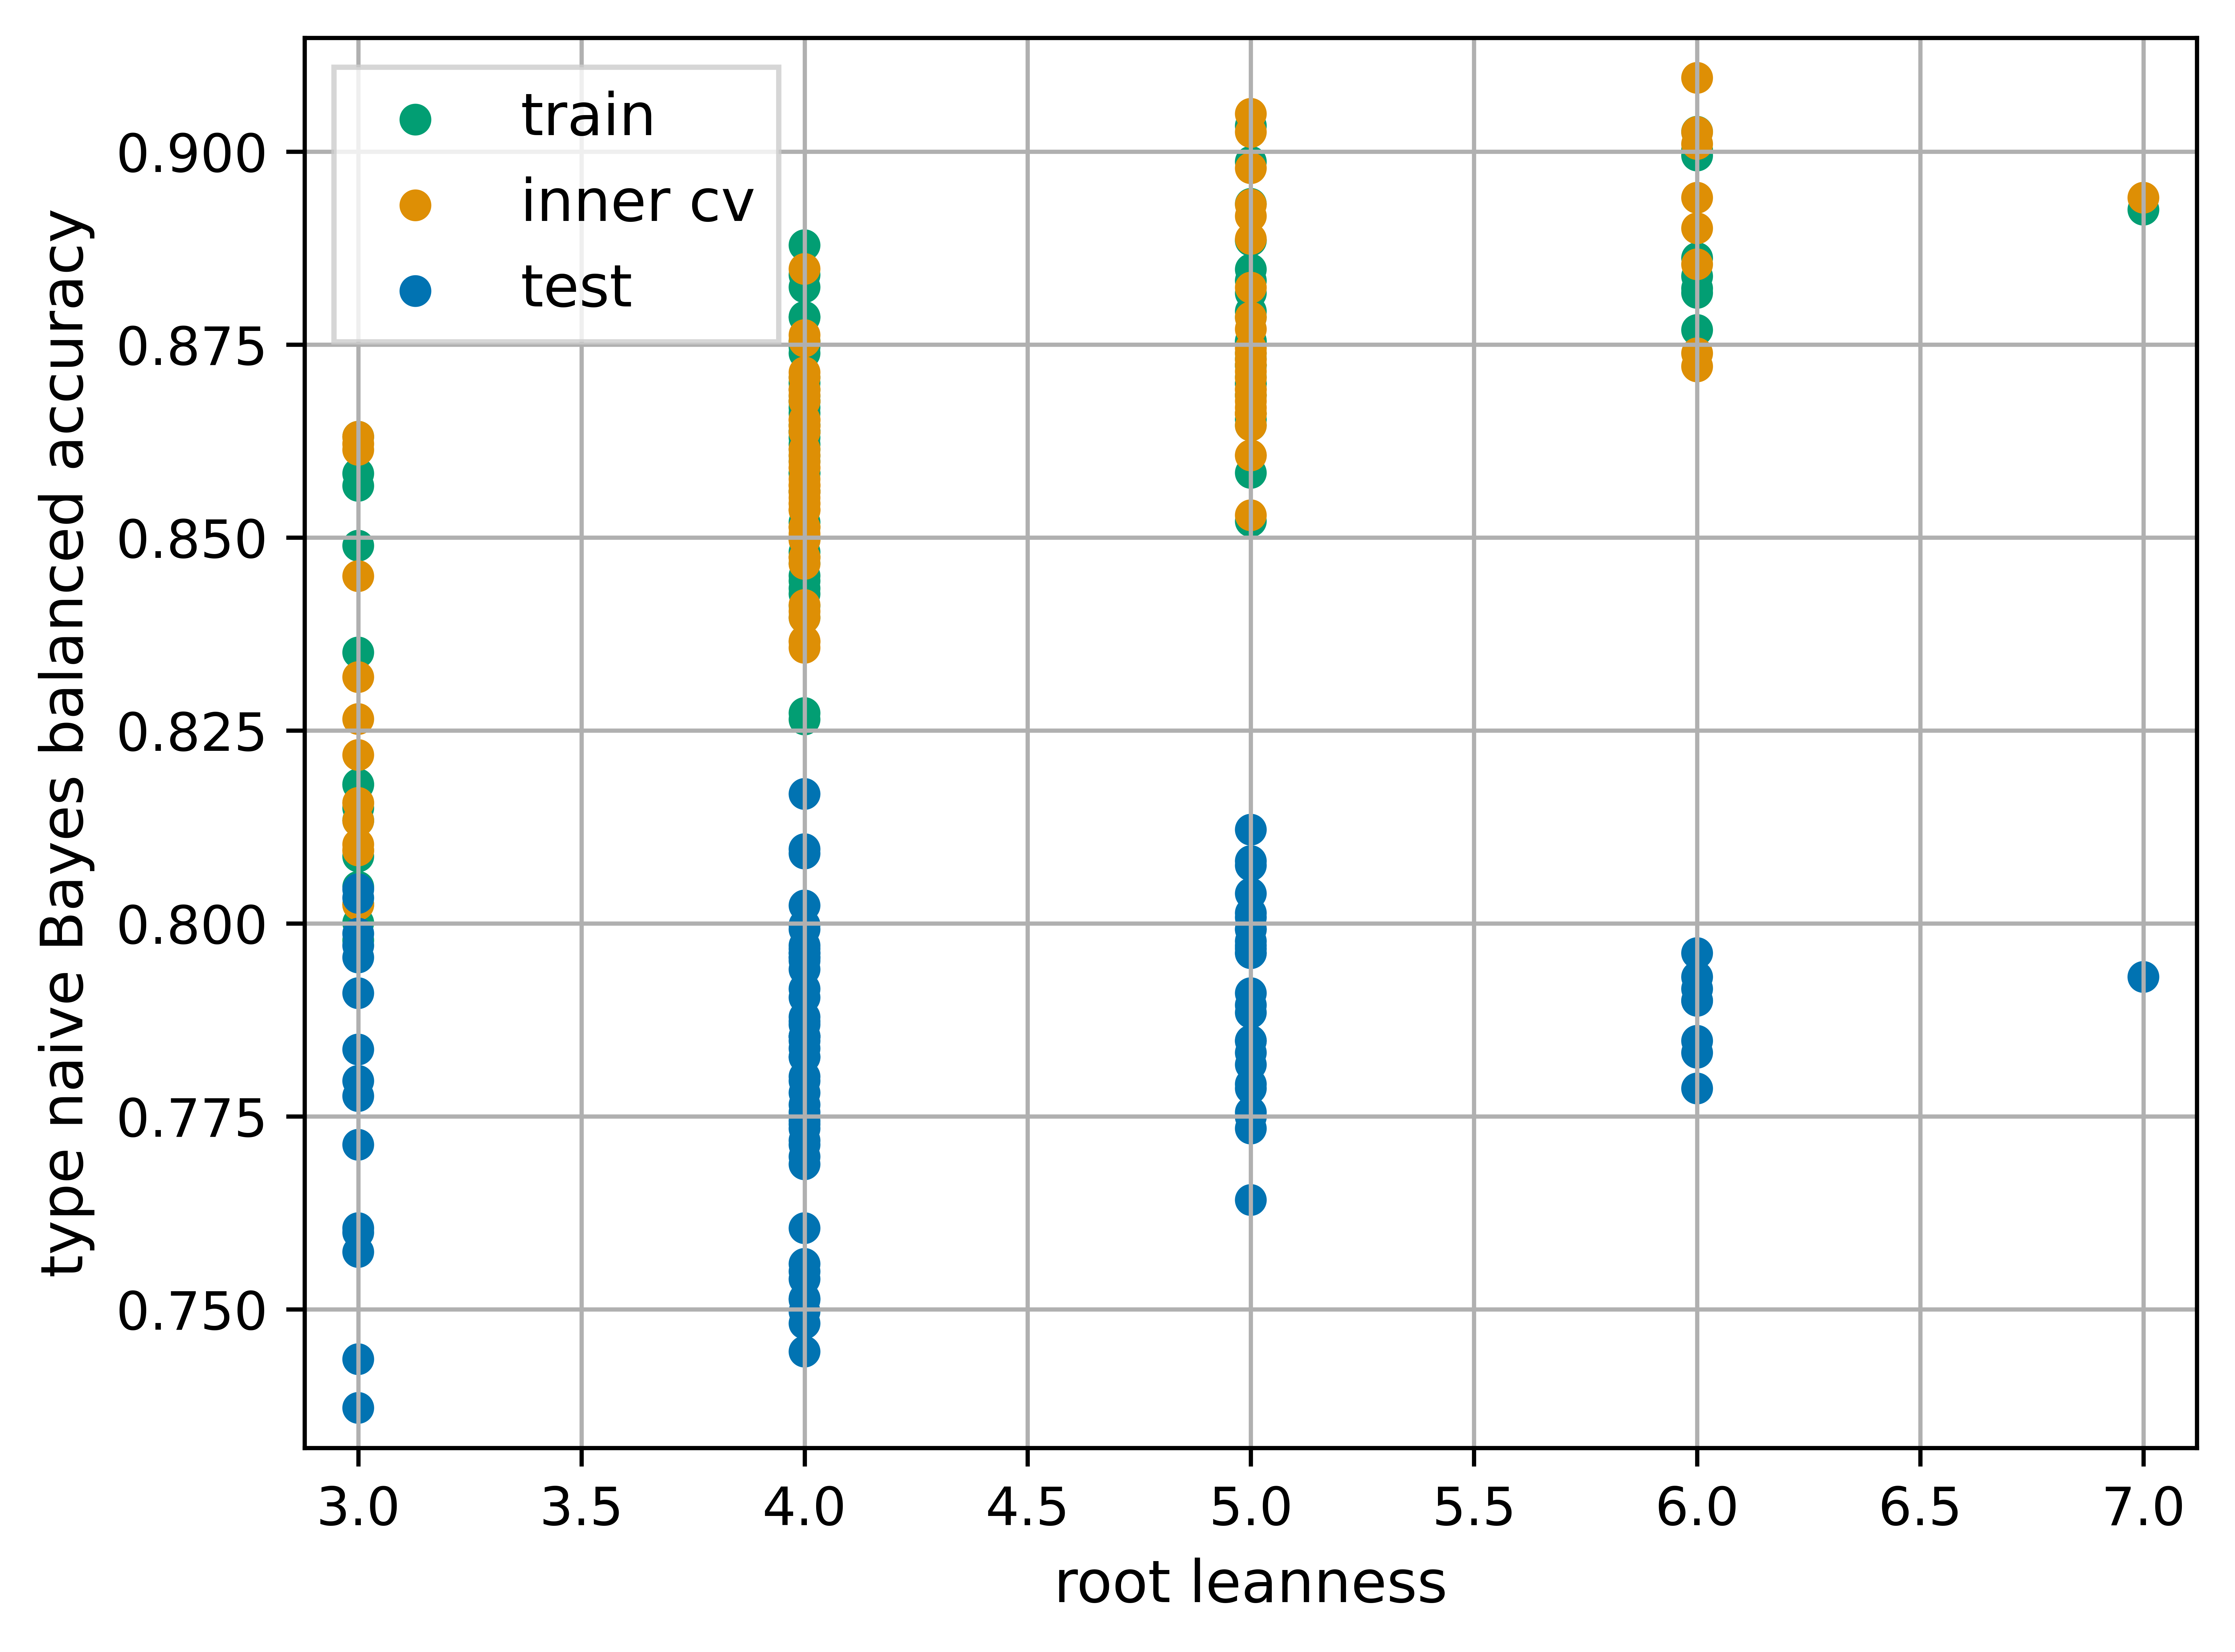 train
inner cv
test
type naive Bayes balanced accuracy
0.900
0.875
0.850
0.825
0.800
0.775
0.750
3.0 3.5 4.0 4.5 5.0 5.5 6.0 6.5 7.0
root leanness